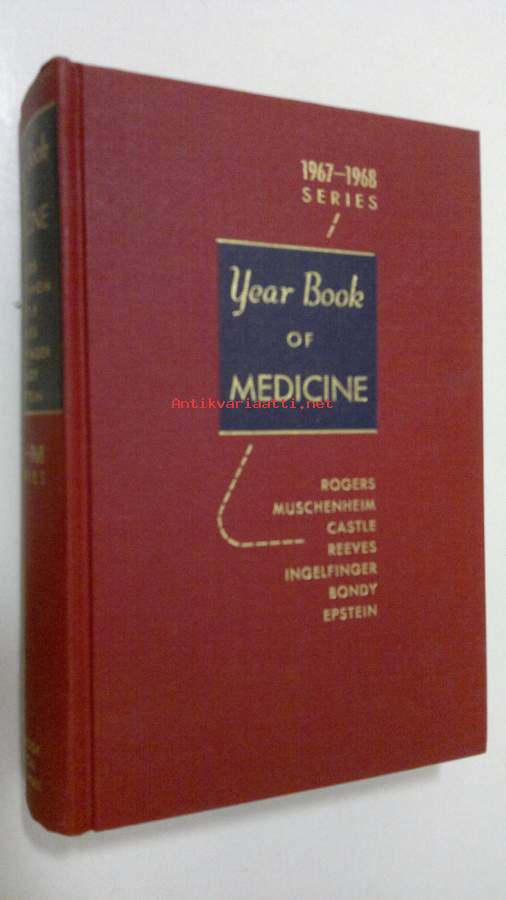 1967–1968
SERIES
Year Book
OF
MEDICINE
Antikvariaatti.net
ROGERS
MUSCHENHEIM
CASTLE
REEVES
INGELFINGER
BONDY
EPSTEIN